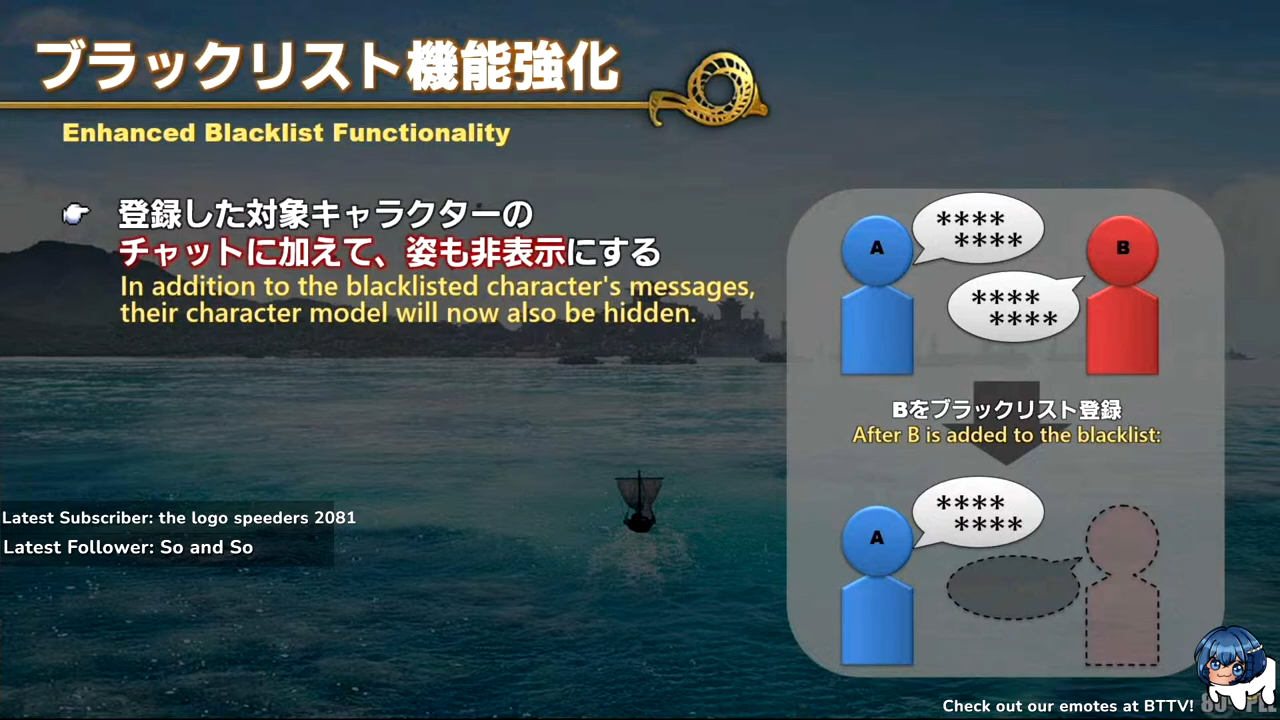 ブラックリスト機能強化
Enhanced Blacklist Functionality
登録した対象キャラクターの
チャットに加えて、姿も非表示にする
In addition to the blacklisted character's messages,
their character model will now also be hidden.
A
****
****
B
****
****
Bをブラックリスト登録
After B is added to the blacklist:
A
****
****
Latest Subscriber: the logo speeders 2081
Latest Follower: So and So
Check out our emotes at BTTV!